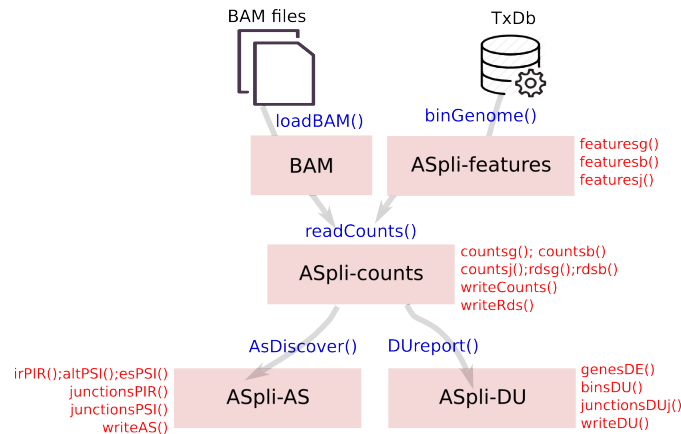 BAM files
TxDb
loadBAM()
binGenome()
BAM
ASpli-features
featuresg()
featuresb()
featuresj()
readCounts()
ASpli-counts
countsg(); countsb()
countsj();rdsg();rdsb()
writeCounts()
writeRds()
AsDiscover()
DUreport()
irPIR();altPSI();esPSI()
junctionsPIR()
junctionsPSI()
writeAS()
ASpli-AS
ASpli-DU
genesDE()
binsDU()
junctionsDUj()
writeDU()